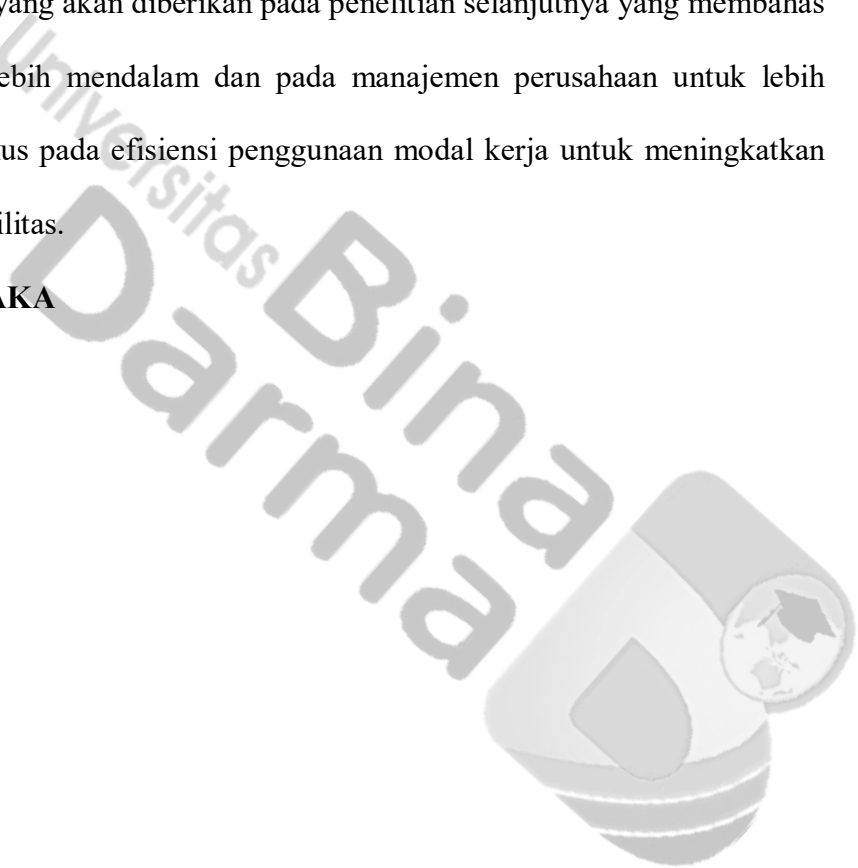 yang akan diberikan pada penelitian selanjutnya yang membahas
ebih mendalam dan pada manajemen perusahaan untuk lebih
us pada efisiensi penggunaan modal kerja untuk meningkatkan
ilitas.
AKA
Universitas
Bina
Darma